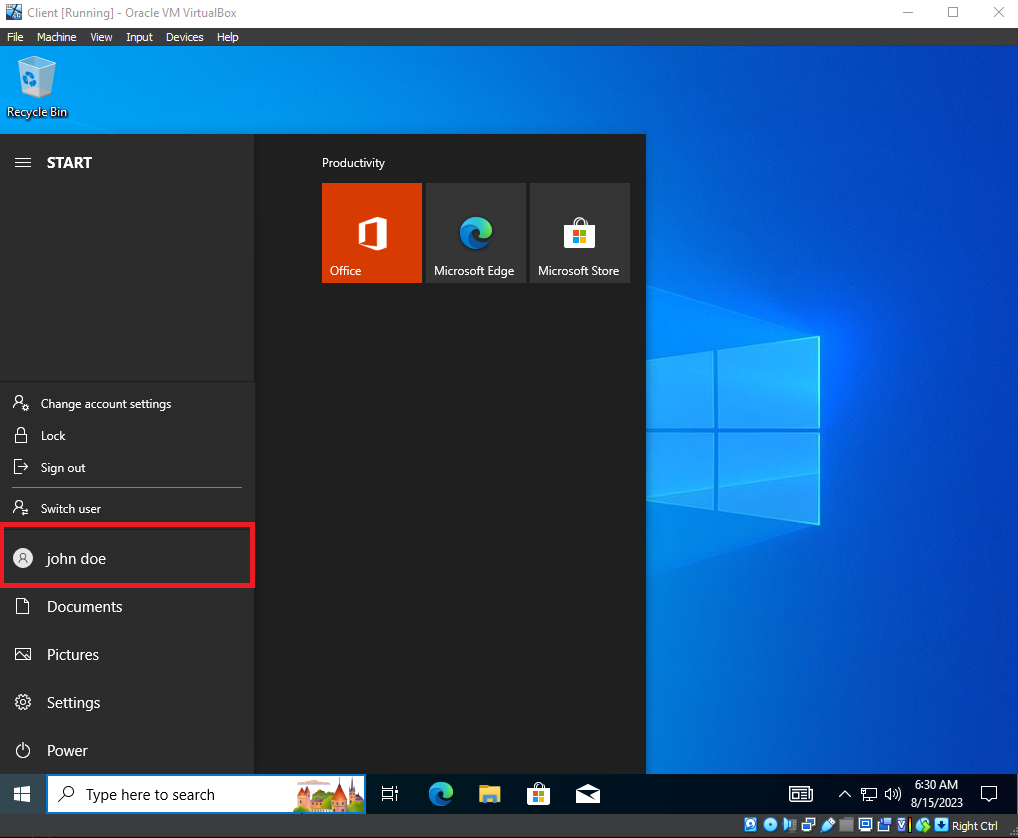 Client [Running] - Oracle VM VirtualBox
File Machine View Input Devices Help
Recycle Bin
START
Productivity
Office
Microsoft Edge
Microsoft Store
Change account settings
Lock
Sign out
Switch user
john doe
Documents
Pictures
Settings
Power
Type here to search
6:30 AM
8/15/2023
Right Ctrl